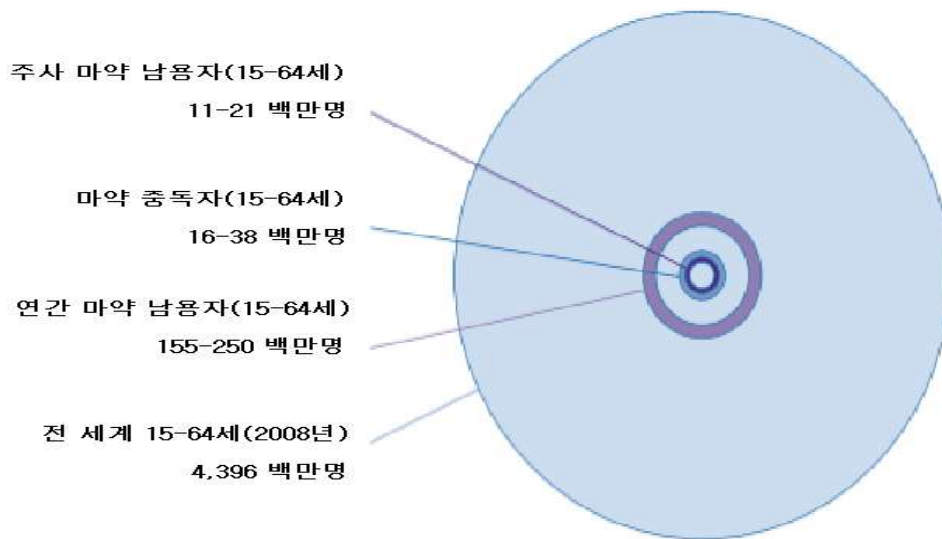 주사 마약 남용자(15-64세)
11-21 백만명
마약 중독자(15-64세)
16-38 백만명
연간 마약 남용자(15-64세)
155-250 백만명
전 세계 15-64세(2008년)
4,396 백만명